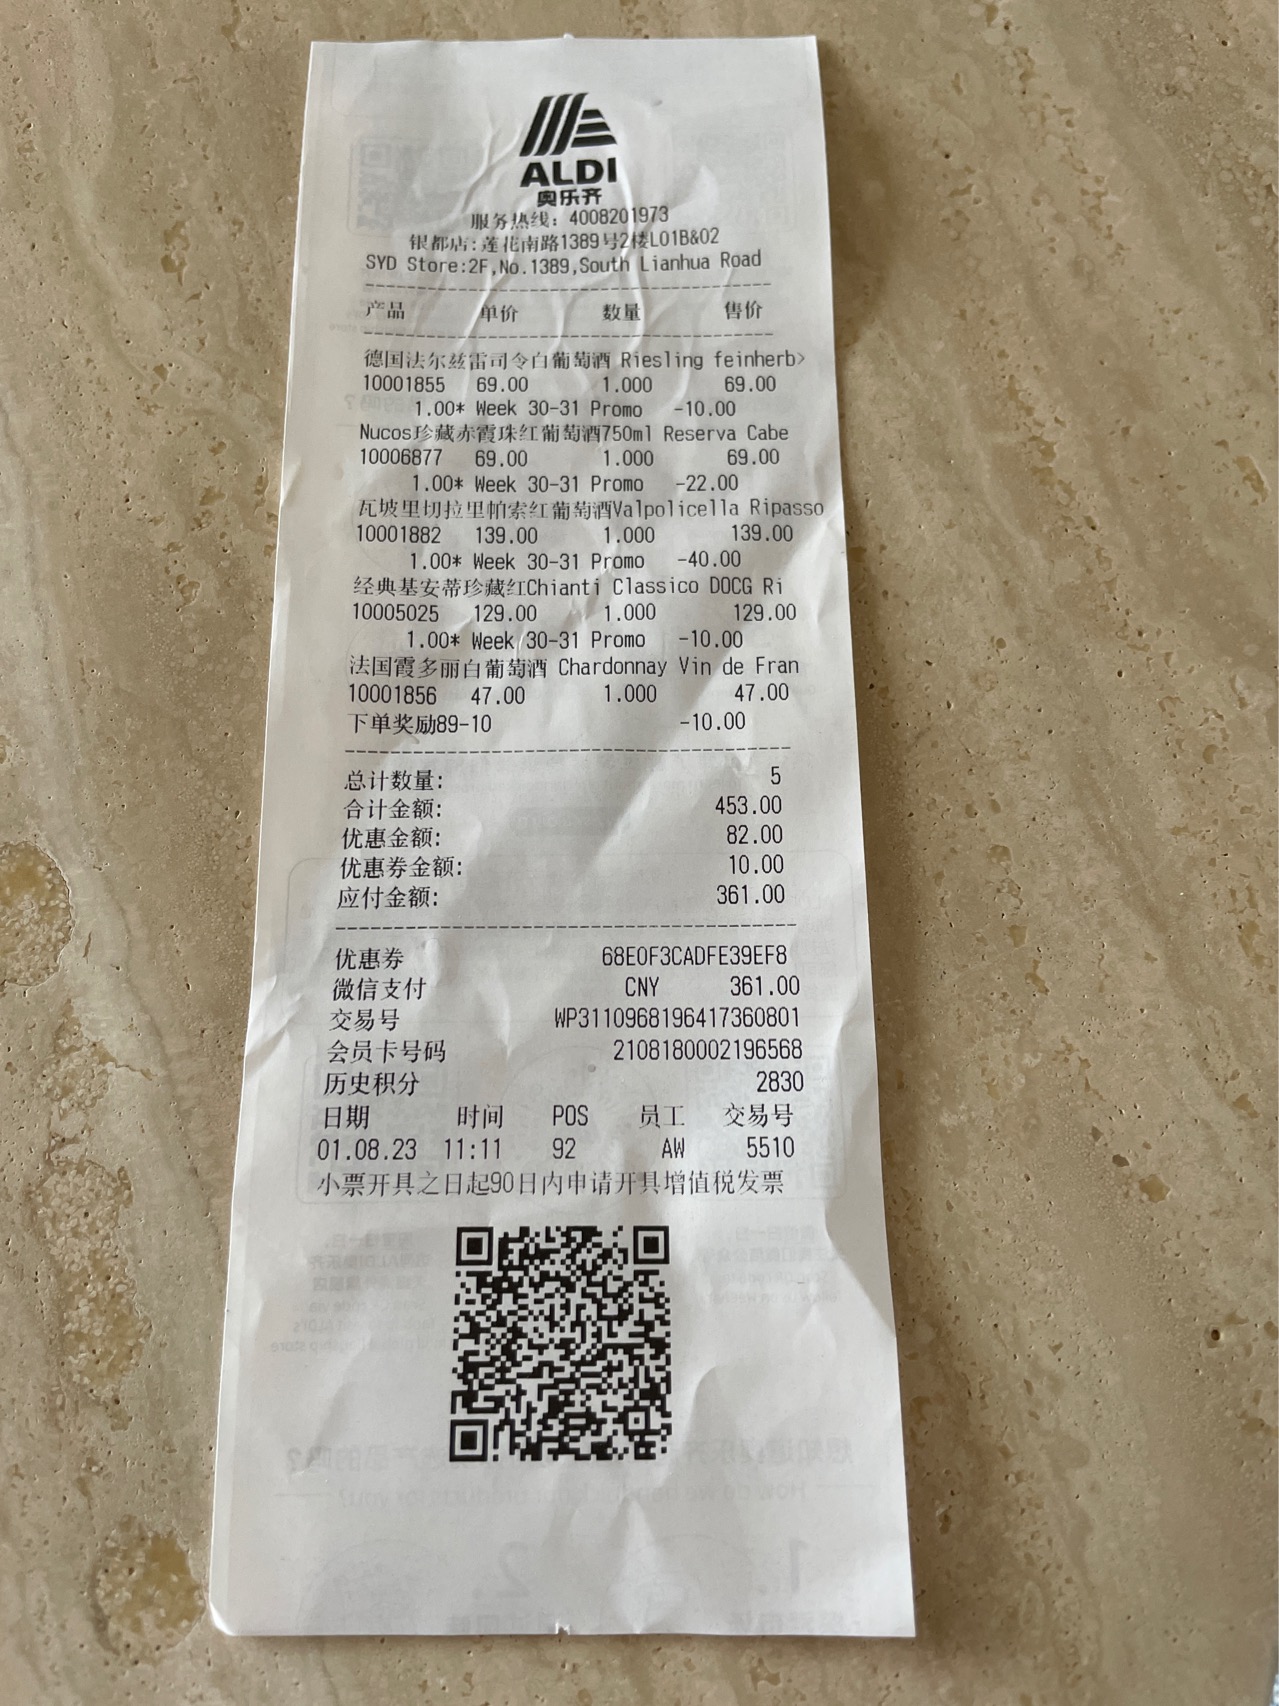 ALDI
奥乐齐
服务热线: 4008201973
银都店:莲花南路1389号2楼L01B&02
SYD Store:2F,No.1389,South Lianhua Road
产品 单价 数量 售价
德国法尔兹雷司令白葡萄酒 Riesling feinherb>
10001855 69.00 1.000 69.00
1.00* Week 30-31 Promo -10.00
Nucos珍藏赤霞珠红葡萄酒750ml Reserva Cabe
10006877 69.00 1.000 69.00
1.00* Week 30-31 Promo -22.00
瓦坡里切拉里帕索红葡萄酒Valpolicella Ripasso
10001882 139.00 1.000 139.00
1.00* Week 30-31 Promo -40.00
经典基安蒂珍藏红Chianti Classico DOCG Ri
10005025 129.00 1.000 129.00
1.00* Week 30-31 Promo -10.00
法国霞多丽白葡萄酒 Chardonnay Vin de Fran
10001856 47.00 1.000 47.00
下单奖励89-10 -10.00
总计数量: 5
合计金额: 453.00
优惠金额: 82.00
优惠券金额: 10.00
应付金额: 361.00
优惠券 68E0F3CADFE39EF8
微信支付 CNY 361.00
交易号 WP3110968196417360801
会员卡号码 2108180002196568
历史积分 2830
日期 时间 POS 员工 交易号
01.08.23 11:11 92 AW 5510
小票开具之日起90日内申请开具增值税发票